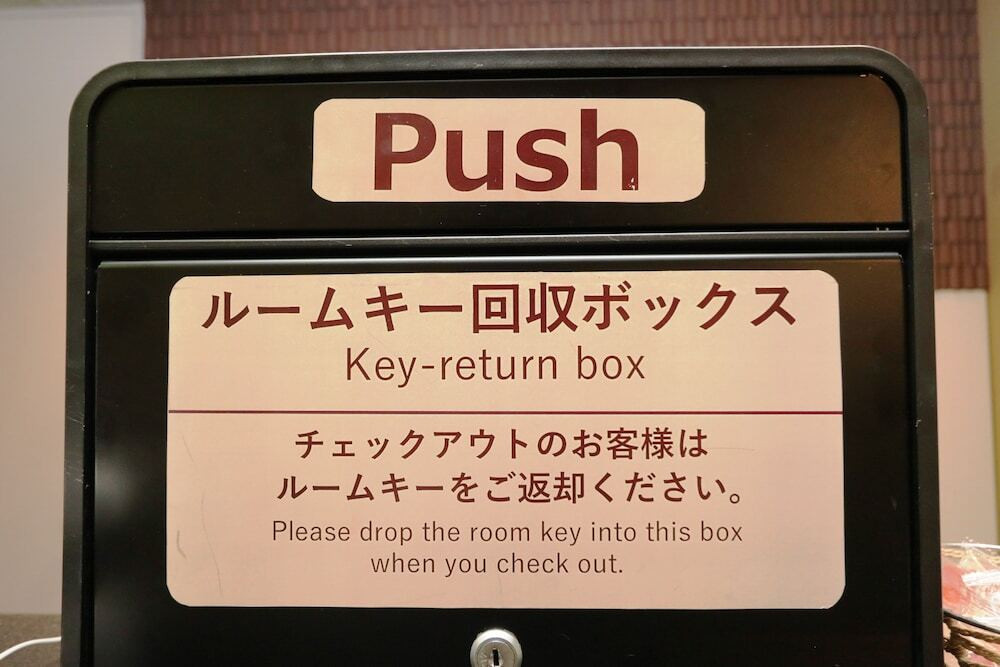 Push
ルームキー回収ボックス
Key-return box
チェックアウトのお客様は
ルームキーをご返却ください。
Please drop the room key into this box
when you check out.